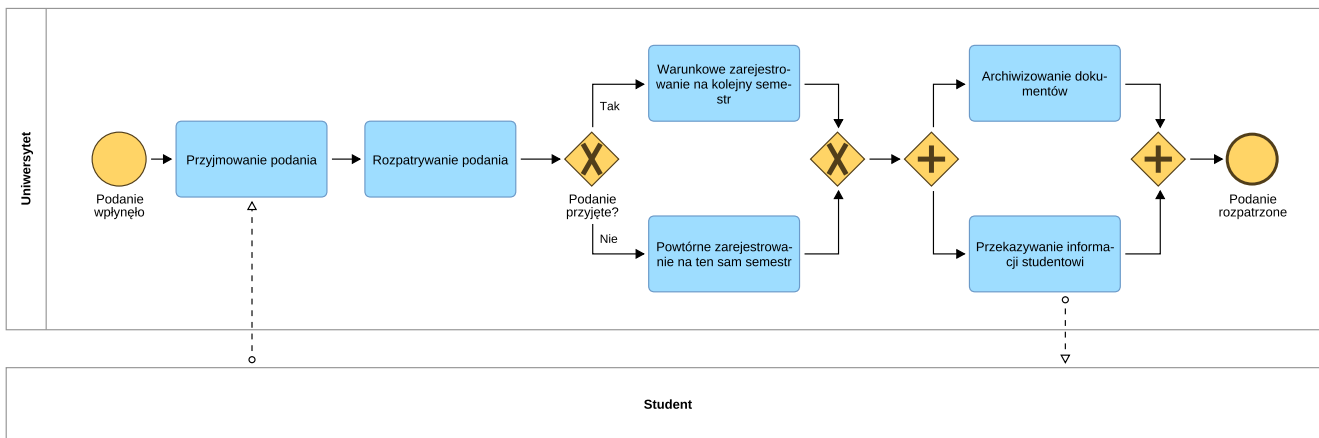 Uniwersytet
Podanie
wpłynęło
Przyjmowanie podania
Rozpatrywanie podania
Podanie
przyjęte?
Tak
Nie
Warunkowe zarejestro-
wanie na kolejny seme-
str
Powtórne zarejestrowa-
nie na ten sam semestr
Archiwizowanie doku-
mentów
Przekazywanie informa-
cji studentowi
Podanie
rozpatrzone
Student